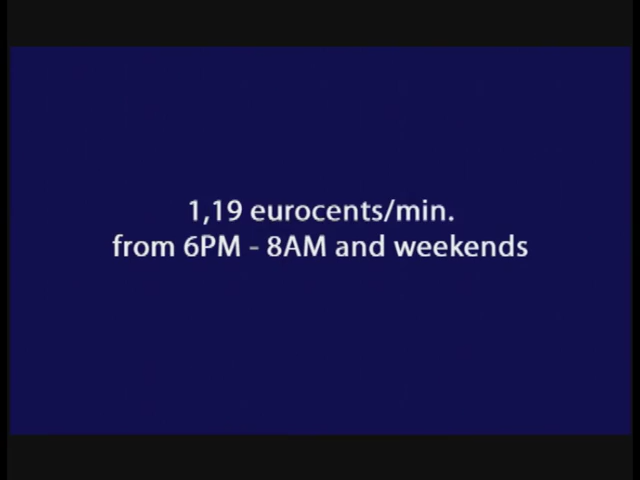 1,19 eurocents/min.
from 6PM - 8AM and weekends